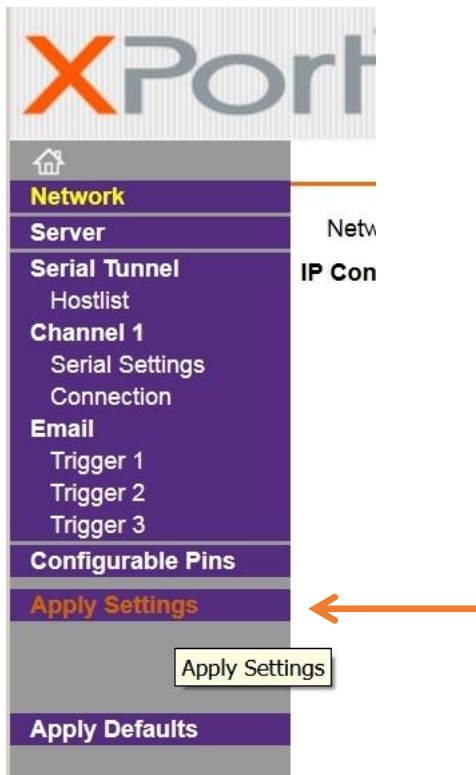 XPort
Network
Server
Netw
Serial Tunnel
IP Con
Hostlist
Channel 1
Serial Settings
Connection
Email
Trigger 1
Trigger 2
Trigger 3
Configurable Pins
Apply Settings
Apply Settings
Apply Defaults